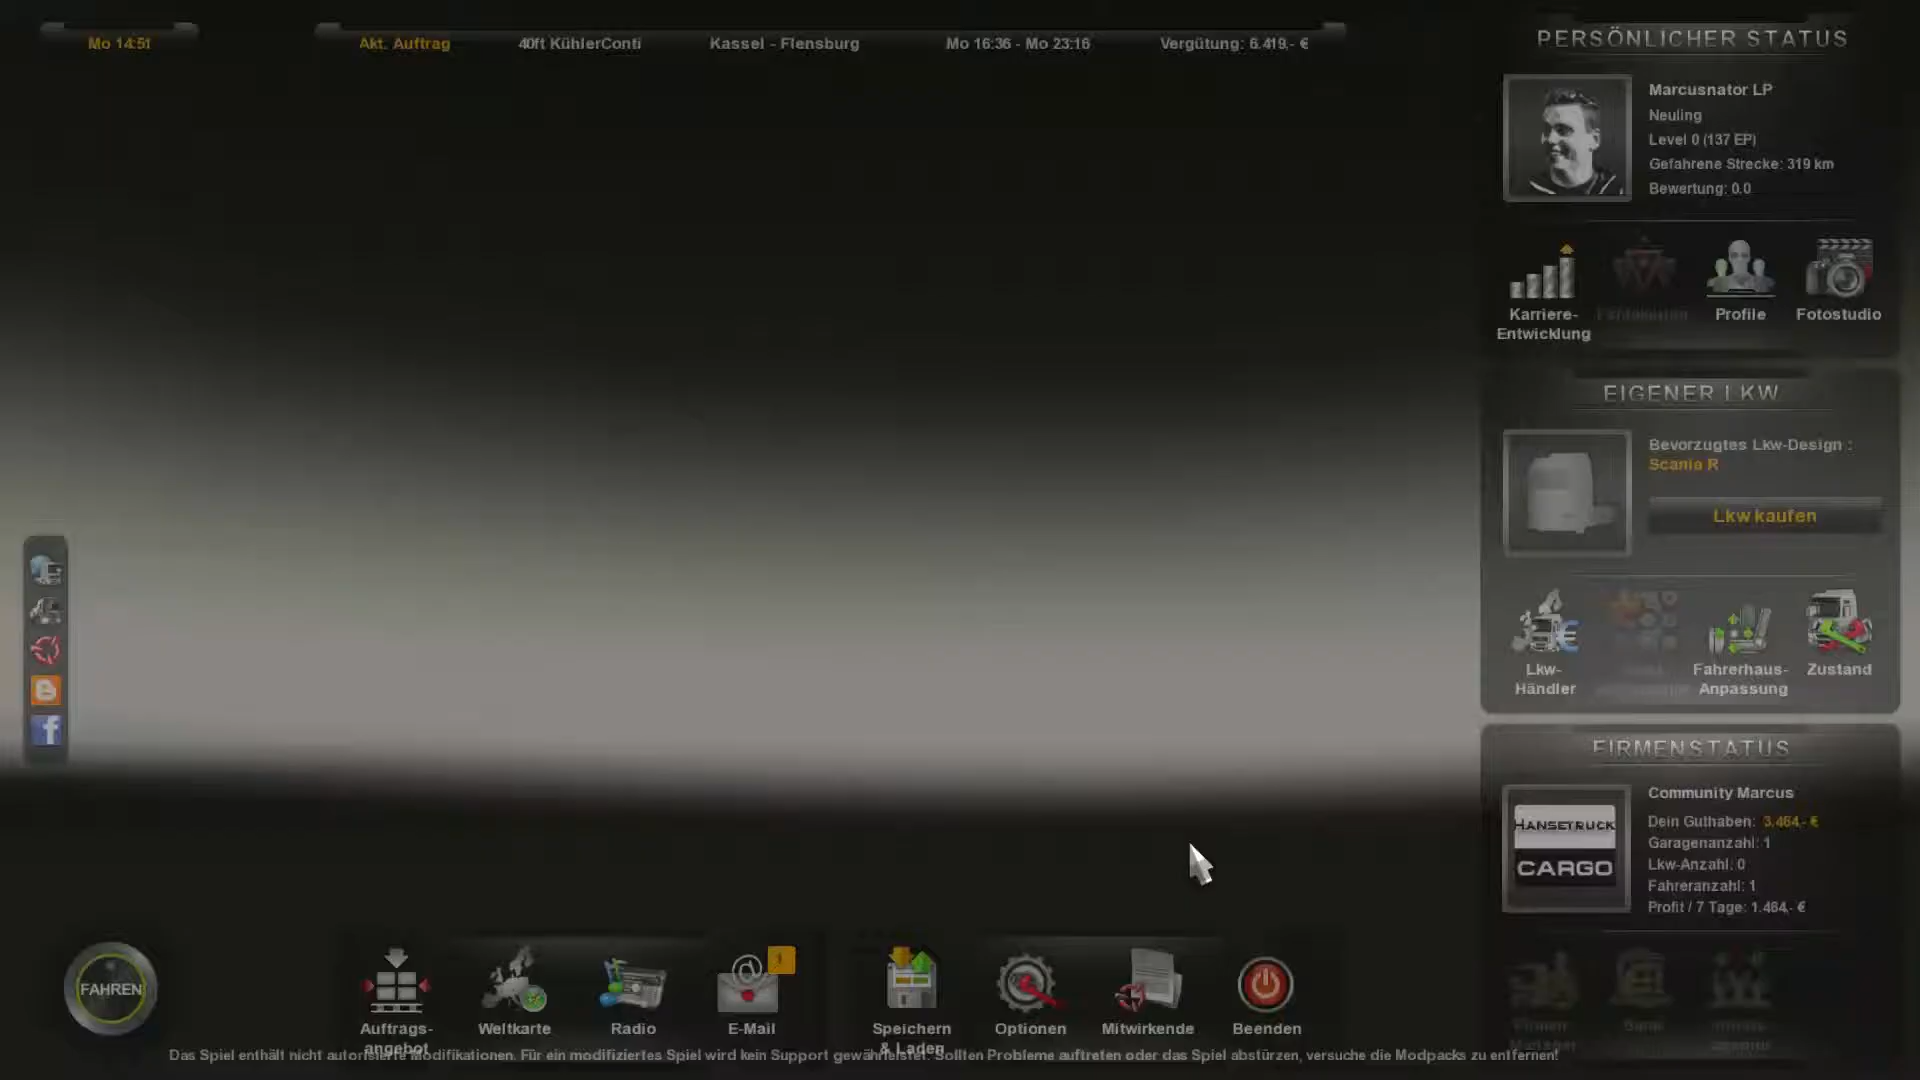 Mo 14:51
Akt. Auftrag 40ft KühlerConti Kassel - Flensburg Mo 16:36 - Mo 23:16 Vergütung: 6.419,- €
PERSÖNLICHER STATUS
Marcusnator LP
Neuling
Level 0 (137 EP)
Gefahrene Strecke: 319 km
Bewertung: 0.0
Karriere-
Entwicklung
Profile
Fotostudio
EIGENER LKW
Bevorzugtes Lkw-Design :
Scania R
Lkw kaufen
Lkw-
Händler
Fahrerhaus-
Anpassung
Zustand
FIRMENSTATUS
HANSETRUCK
CARGO
Community Marcus
Dein Guthaben: 3.464,- €
Garagenanzahl: 1
Lkw-Anzahl: 0
Fahreranzahl: 1
Profit / 7 Tage: 1.464,- €
FAHREN
Auftrags-
angebot
Weltkarte
Radio
1
E-Mail
Speichern
& Laden
Optionen
Mitwirkende
Beenden
Das Spiel enthält nicht autorisierte Modifikationen. Für ein modifiziertes Spiel wird kein Support gewährleistet. Sollten Probleme auftreten oder das Spiel abstürzen, versuche die Modpacks zu entfernen!